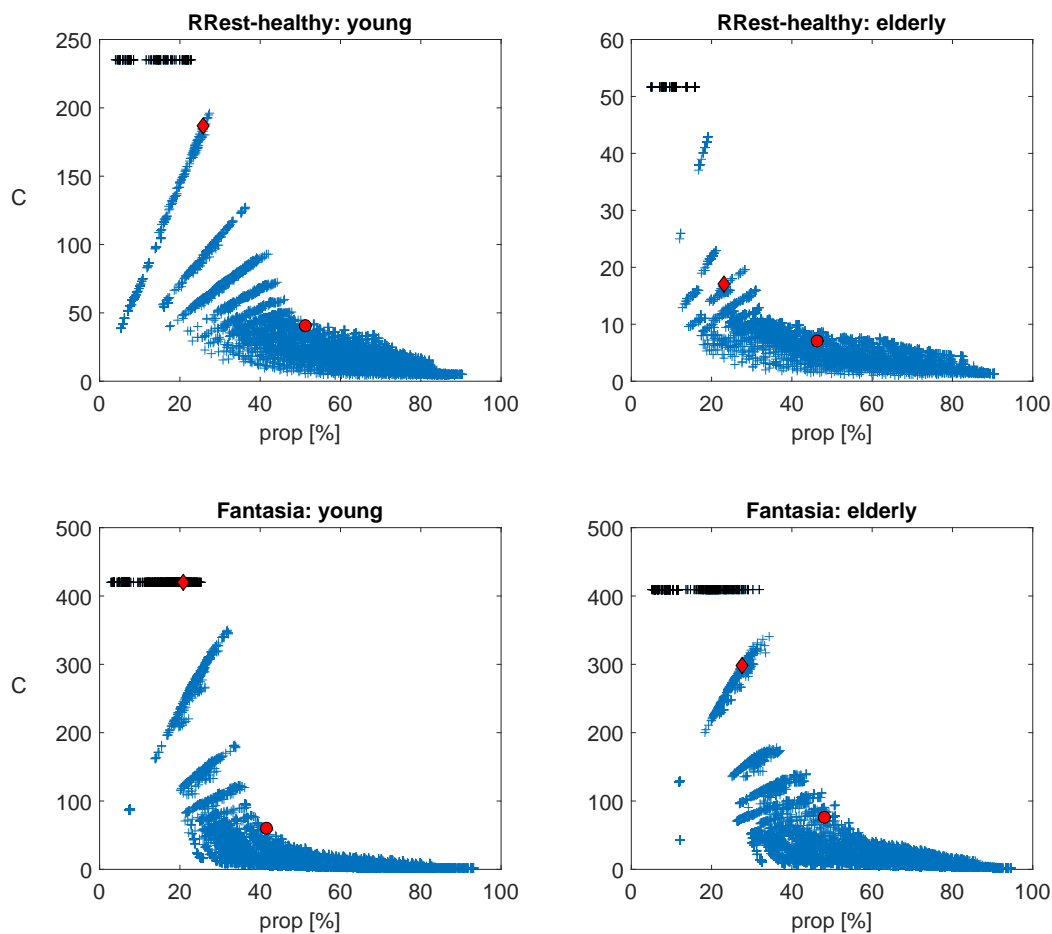 RRest-healthy: young
250
200
150
100
50
0
C
0 20 40 60 80 100
prop [%]
RRest-healthy: elderly
60
50
40
30
20
10
0
0 20 40 60 80 100
prop [%]
Fantasia: young
500
400
300
200
100
0
C
0 20 40 60 80 100
prop [%]
Fantasia: elderly
500
400
300
200
100
0
0 20 40 60 80 100
prop [%]